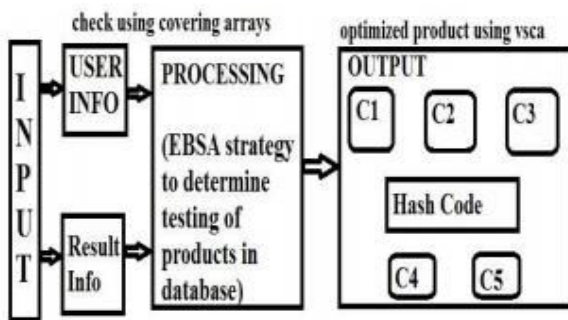 check using covering arrays
optimized product using vsca
INPUT
USER
INFO
Result
Info
PROCESSING
(EBSA strategy
to determine
testing of
products in
database)
OUTPUT
C1
C2
C3
Hash Code
C4
C5